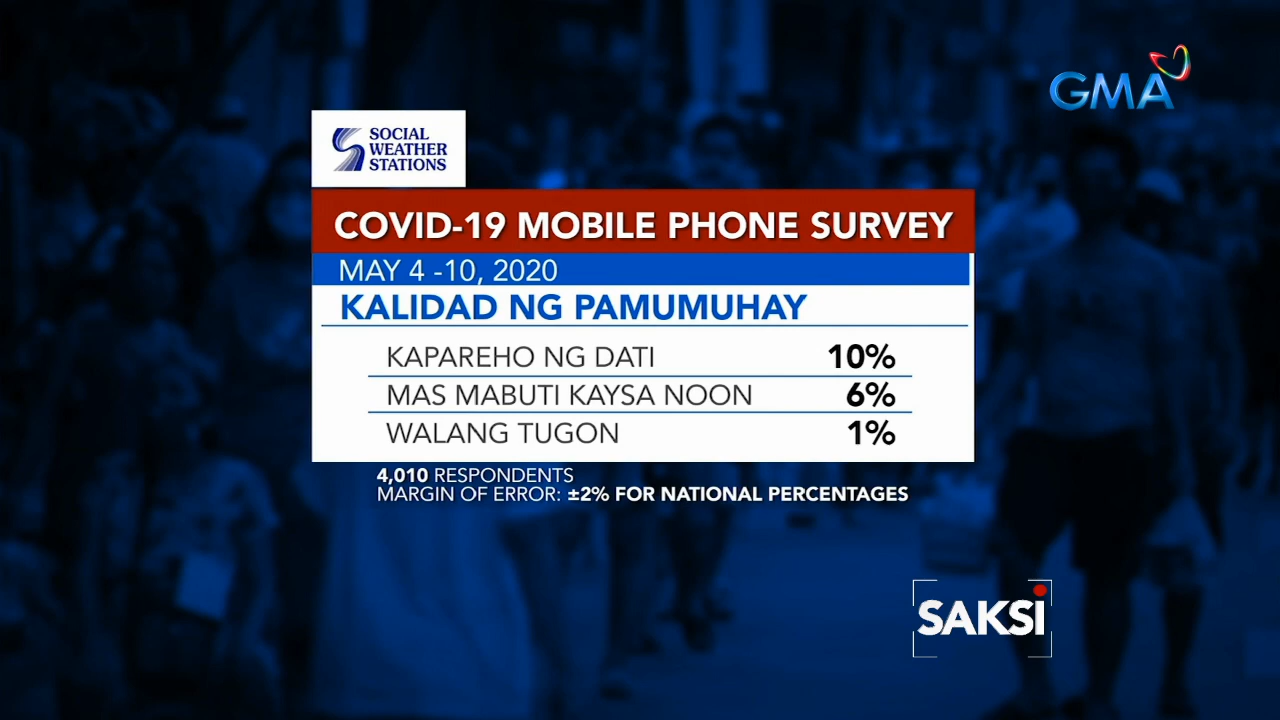 GMA
SOCIAL
WEATHER
STATIONS
COVID-19 MOBILE PHONE SURVEY
MAY 4 -10, 2020
KALIDAD NG PAMUMUHAY
KAPAREHO NG DATI 10%
MAS MABUTI KAYSA NOON 6%
WALANG TUGON 1%
4,010 RESPONDENTS
MARGIN OF ERROR: ±2% FOR NATIONAL PERCENTAGES
SAKSI